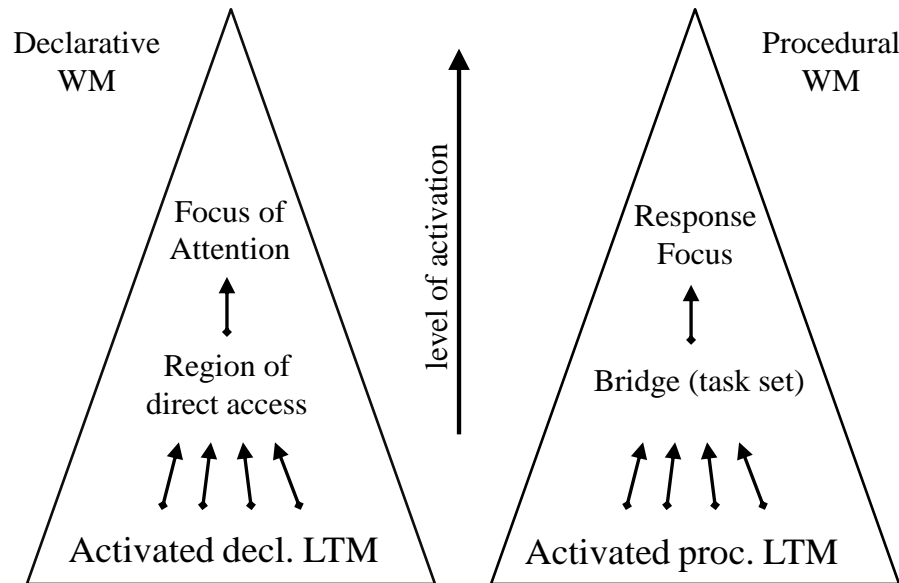 Declarative
WM
Procedural
WM
level of activation
Focus of
Attention
Response
Focus
Region of
direct access
Bridge (task set)
Activated decl. LTM
Activated proc. LTM